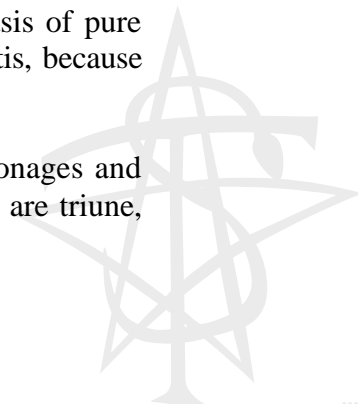 sis of pure
tis, because
onages and
are triune,